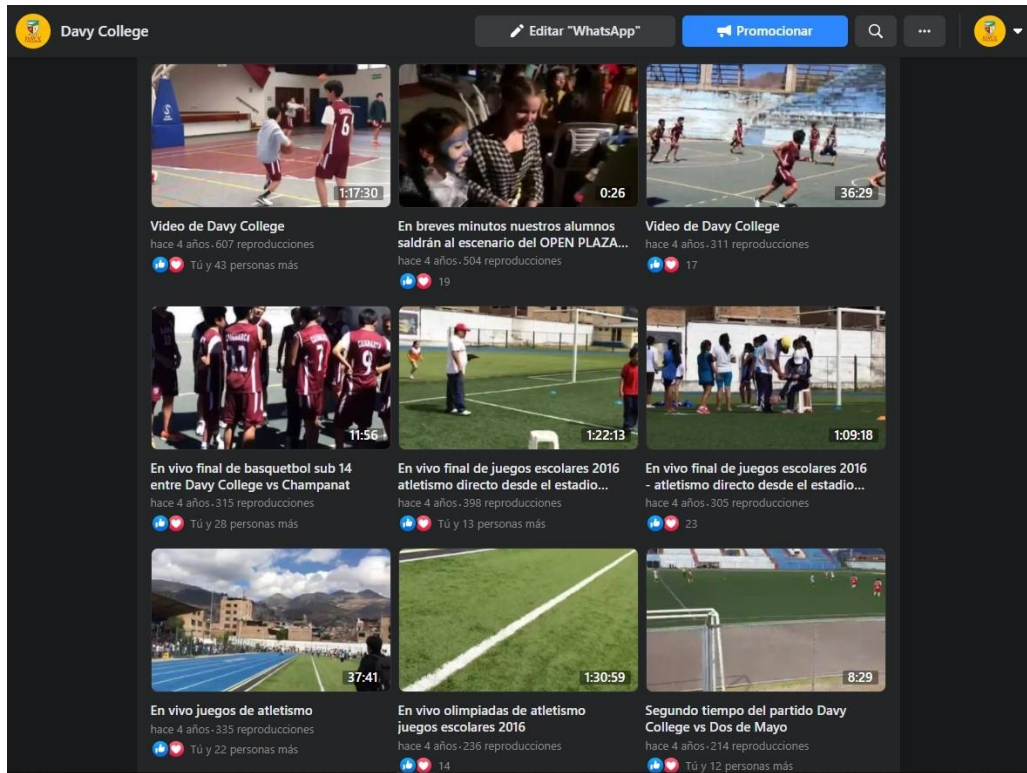 Davy College
Editar "WhatsApp"
Promocionar
6
1:17:30
0:26
36:29
Video de Davy College
hace 4 años · 607 reproducciones
Tú y 43 personas más
En breves minutos nuestros alumnos
saldrán al escenario del OPEN PLAZA...
hace 4 años · 504 reproducciones
19
Video de Davy College
hace 4 años · 311 reproducciones
17
11
7
9
11:56
1:22:13
1:09:18
En vivo final de basquetbol sub 14
entre Davy College vs Champanat
hace 4 años · 315 reproducciones
Tú y 28 personas más
En vivo final de juegos escolares 2016
atletismo directo desde el estadio...
hace 4 años · 398 reproducciones
Tú y 13 personas más
En vivo final de juegos escolares 2016
- atletismo directo desde el estadio...
hace 4 años · 305 reproducciones
23
37:41
1:30:59
8:29
En vivo juegos de atletismo
hace 4 años · 335 reproducciones
Tú y 22 personas más
En vivo olimpiadas de atletismo
juegos escolares 2016
hace 4 años · 236 reproducciones
14
Segundo tiempo del partido Davy
College vs Dos de Mayo
hace 4 años · 214 reproducciones
Tú y 12 personas más